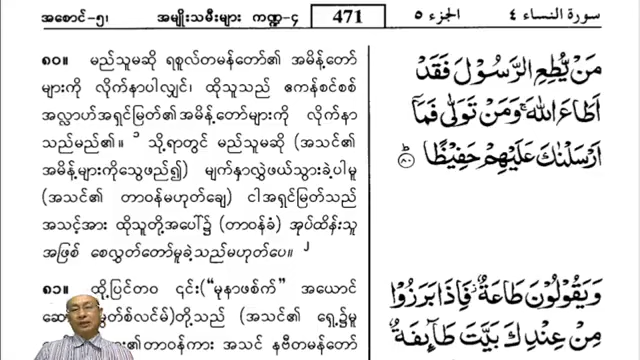 အစောင်-၅၊ အမျိုးသမီးများ ကဏ္ဍ-၄ 471 الجزء ٥ سورة النساء ٤
၈၀။ မည်သူမဆို ရစူလ်တမန်တော်၏ အမိန့်တော်
များကို လိုက်နာပါလျှင်၊ ထိုသူသည် ဧကန်စင်စစ်
အလ္လာဟ်အရှင်မြတ်၏အမိန့်တော်များကို လိုက်နာ
သည်မည်၏။ ၁ သို့ရာတွင် မည်သူမဆို (အသင်၏
အမိန့်များကိုသွေဖည်၍) မျက်နှာလွှဲဖယ်သွားခဲ့ပါမူ
(အသင်၏ တာဝန်မဟုတ်ချေ) ငါအရှင်မြတ်သည်
အသင့်အား ထိုသူတို့အပေါ်၌ (တာဝန်ခံ) အုပ်ထိန်းသူ
အဖြစ် စေလွှတ်တော်မူခဲ့သည်မဟုတ်ပေ။ ၂
၈၁။ ထို့ပြင်တဝ ၎င်း("မုနာဖစ်က်" အယောင်
ဆောင် မွတ်စ်လင်မ်)တို့သည် (အသင်၏ ရှေ့၌မူ
၏တာဝန်ကား အသင် နဗီတမန်တော်
مَنْ يُّطِعِ الرَّسُوْلَ فَقَدْ
اَطَاعَ اللّٰهَ ۚ وَمَنْ تَوَلّٰى فَمَاۤ
اَرْسَلْنٰكَ عَلَيْهِمْ حَفِيْظًا ؕ ٨٠
وَيَقُوْلُوْنَ طَاعَةٌ ۫ فَاِذَا بَرَزُوْا
مِنْ عِنْدِكَ بَيَّتَ طَآئِفَةٌ